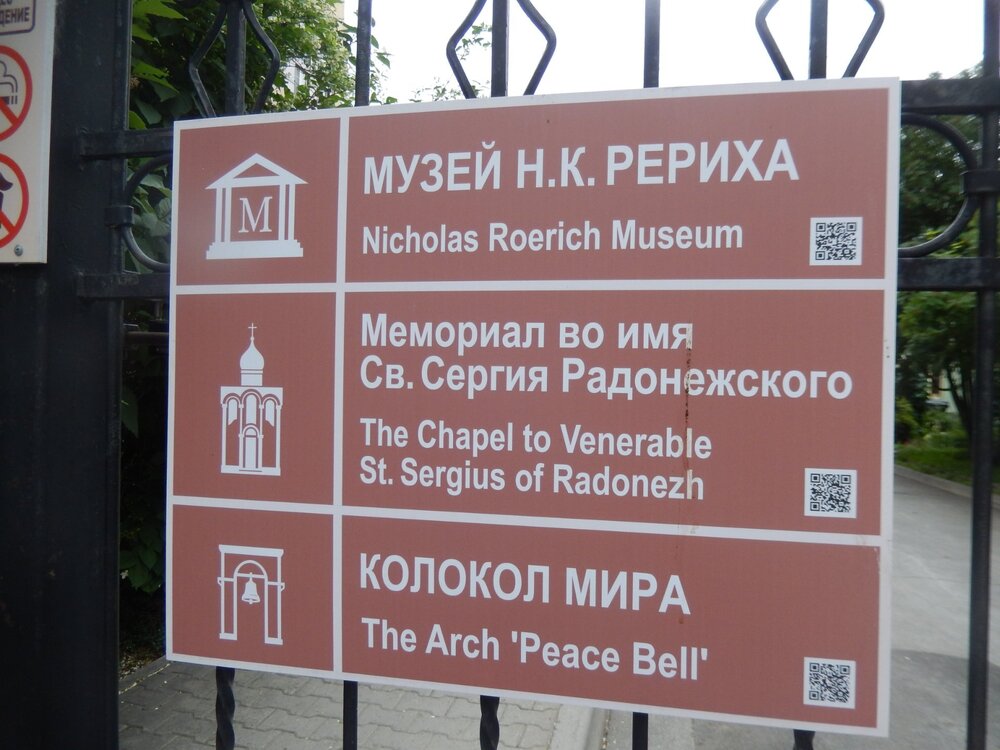 М
МУЗЕЙ Н.К. РЕРИХА
Nicholas Roerich Museum
Мемориал во имя
Св. Сергия Радонежского
The Chapel to Venerable
St. Sergius of Radonezh
КОЛОКОЛ МИРА
The Arch 'Peace Bell'